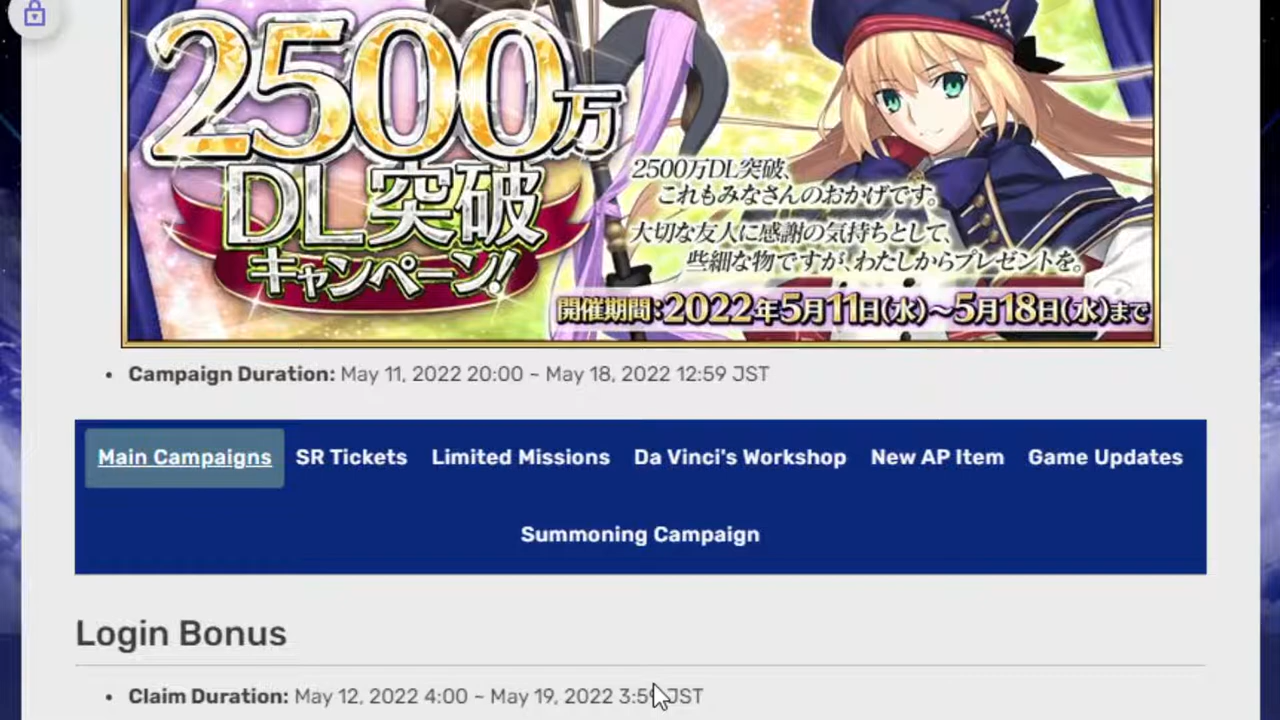 2500万
DL突破
キャンペーン!
2500万DL突破、
これもみなさんのおかげです。
大切な友人に感謝の気持ちとして、
些細な物ですが、わたしからプレゼントを。
開催期間:2022年5月11日(水)~5月18日(水)まで
• Campaign Duration: May 11, 2022 20:00 ~ May 18, 2022 12:59 JST
Main Campaigns SR Tickets Limited Missions Da Vinci's Workshop New AP Item Game Updates
Summoning Campaign
Login Bonus
• Claim Duration: May 12, 2022 4:00 ~ May 19, 2022 3:59 JST